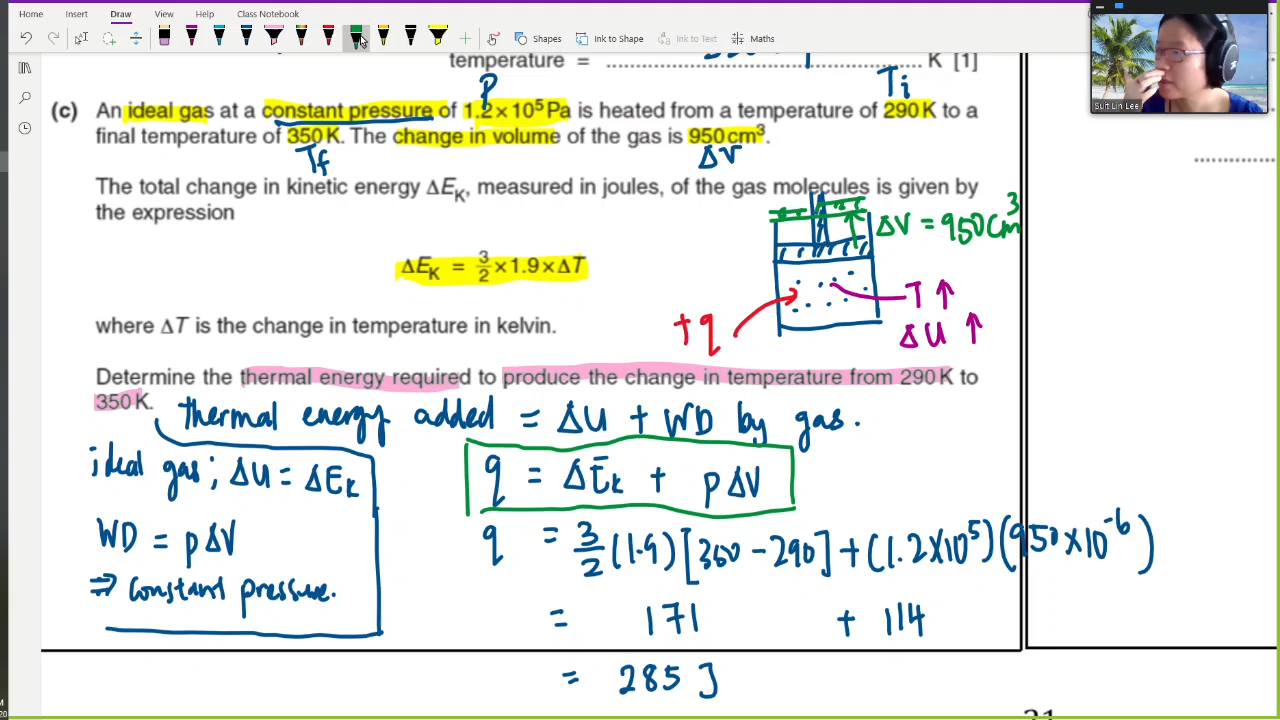 Home Insert Draw View Help Class Notebook
Shapes Ink to Shape Ink to Text Maths
temperature = ........................................ K [1]
P
Ti
(c) An ideal gas at a constant pressure of 1.2 × 10⁵ Pa is heated from a temperature of 290 K to a
final temperature of 350 K. The change in volume of the gas is 950 cm³.
Tf
ΔV
Suit Lin Lee
The total change in kinetic energy ΔE_K, measured in joules, of the gas molecules is given by
the expression
ΔV = 950 cm³
ΔE_K = 3/2 × 1.9 × ΔT
T ↑
+q
ΔU ↑
where ΔT is the change in temperature in kelvin.
Determine the thermal energy required to produce the change in temperature from 290 K to
350 K.
thermal energy added = ΔU + WD by gas.
ideal gas; ΔU = ΔE_K
q = ΔE_K + pΔV
WD = pΔV
⇒ constant pressure.
q = 3/2 (1.9) [350 − 290] + (1.2×10⁵)(950×10⁻⁶)
= 171 + 114
= 285 J